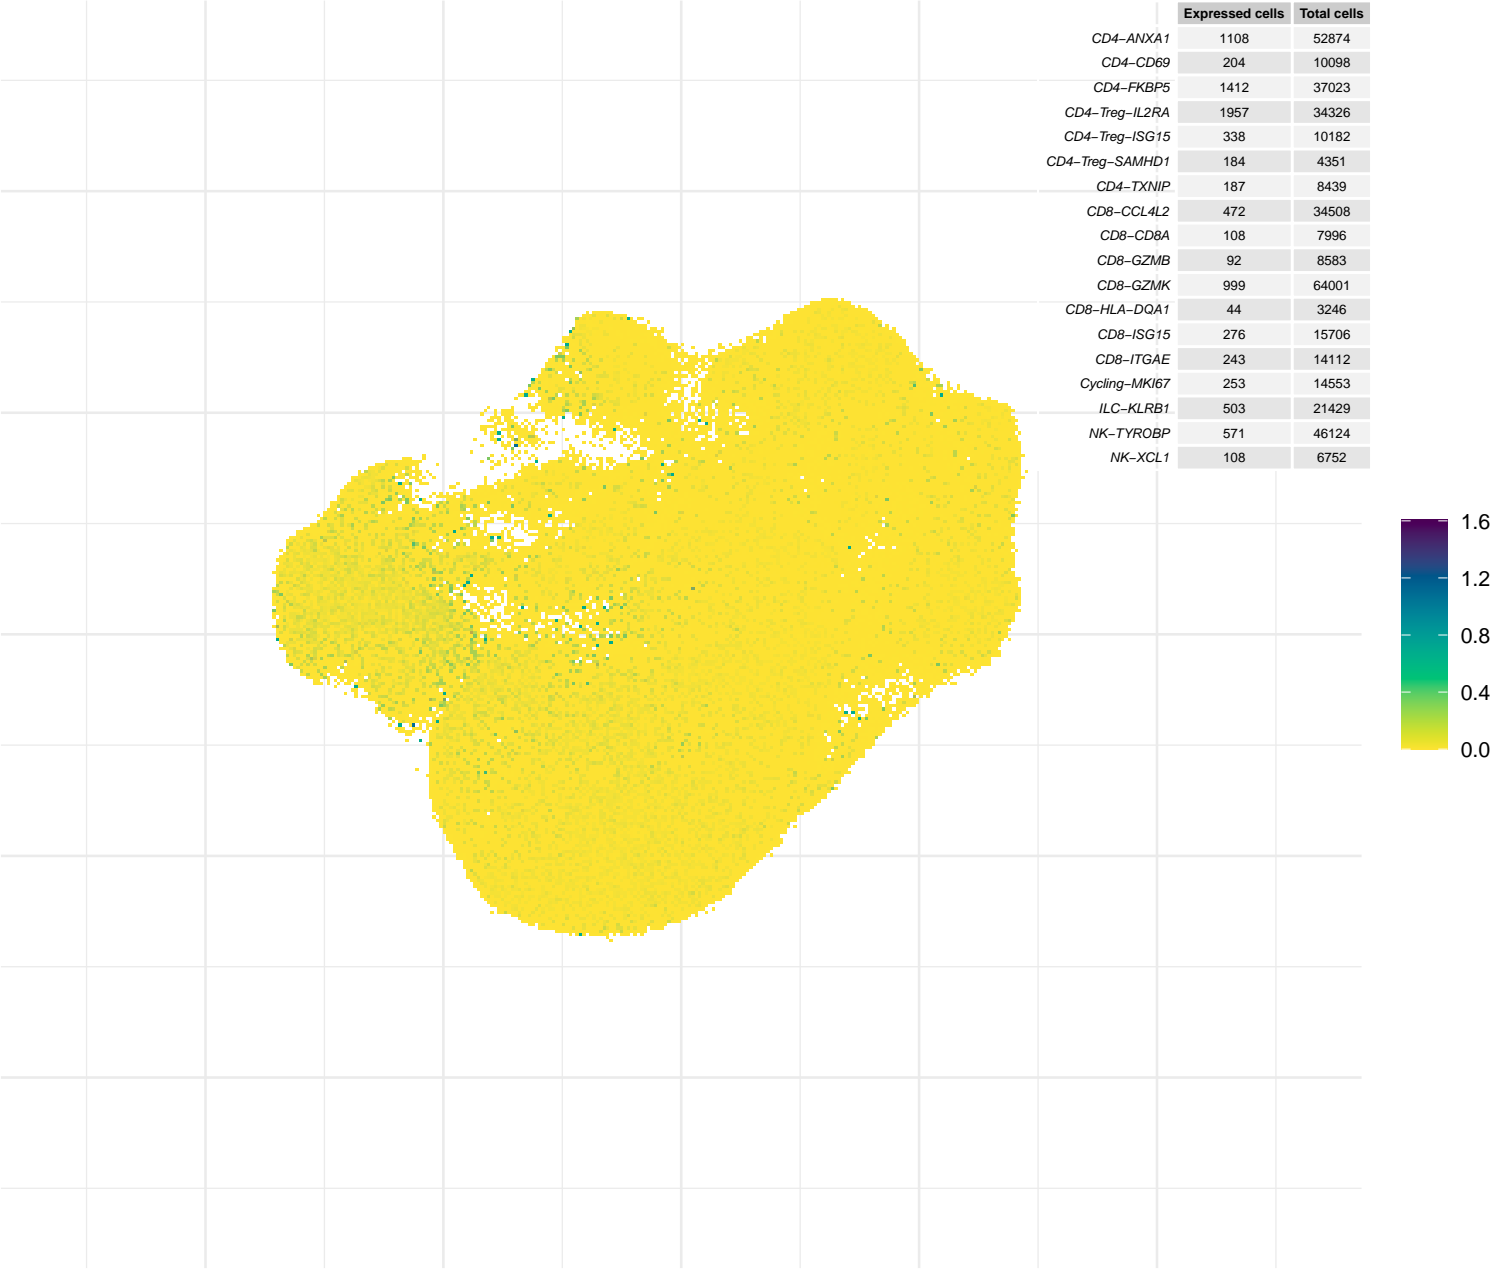 Expressed cells Total cells
CD4−ANXA1 1108 52874
CD4−CD69 204 10098
CD4−FKBP5 1412 37023
CD4−Treg−IL2RA 1957 34326
CD4−Treg−ISG15 338 10182
CD4−Treg−SAMHD1 184 4351
CD4−TXNIP 187 8439
CD8−CCL4L2 472 34508
CD8−CD8A 108 7996
CD8−GZMB 92 8583
CD8−GZMK 999 64001
CD8−HLA−DQA1 44 3246
CD8−ISG15 276 15706
CD8−ITGAE 243 14112
Cycling−MKI67 253 14553
ILC−KLRB1 503 21429
NK−TYROBP 571 46124
NK−XCL1 108 6752
1.6
1.2
0.8
0.4
0.0